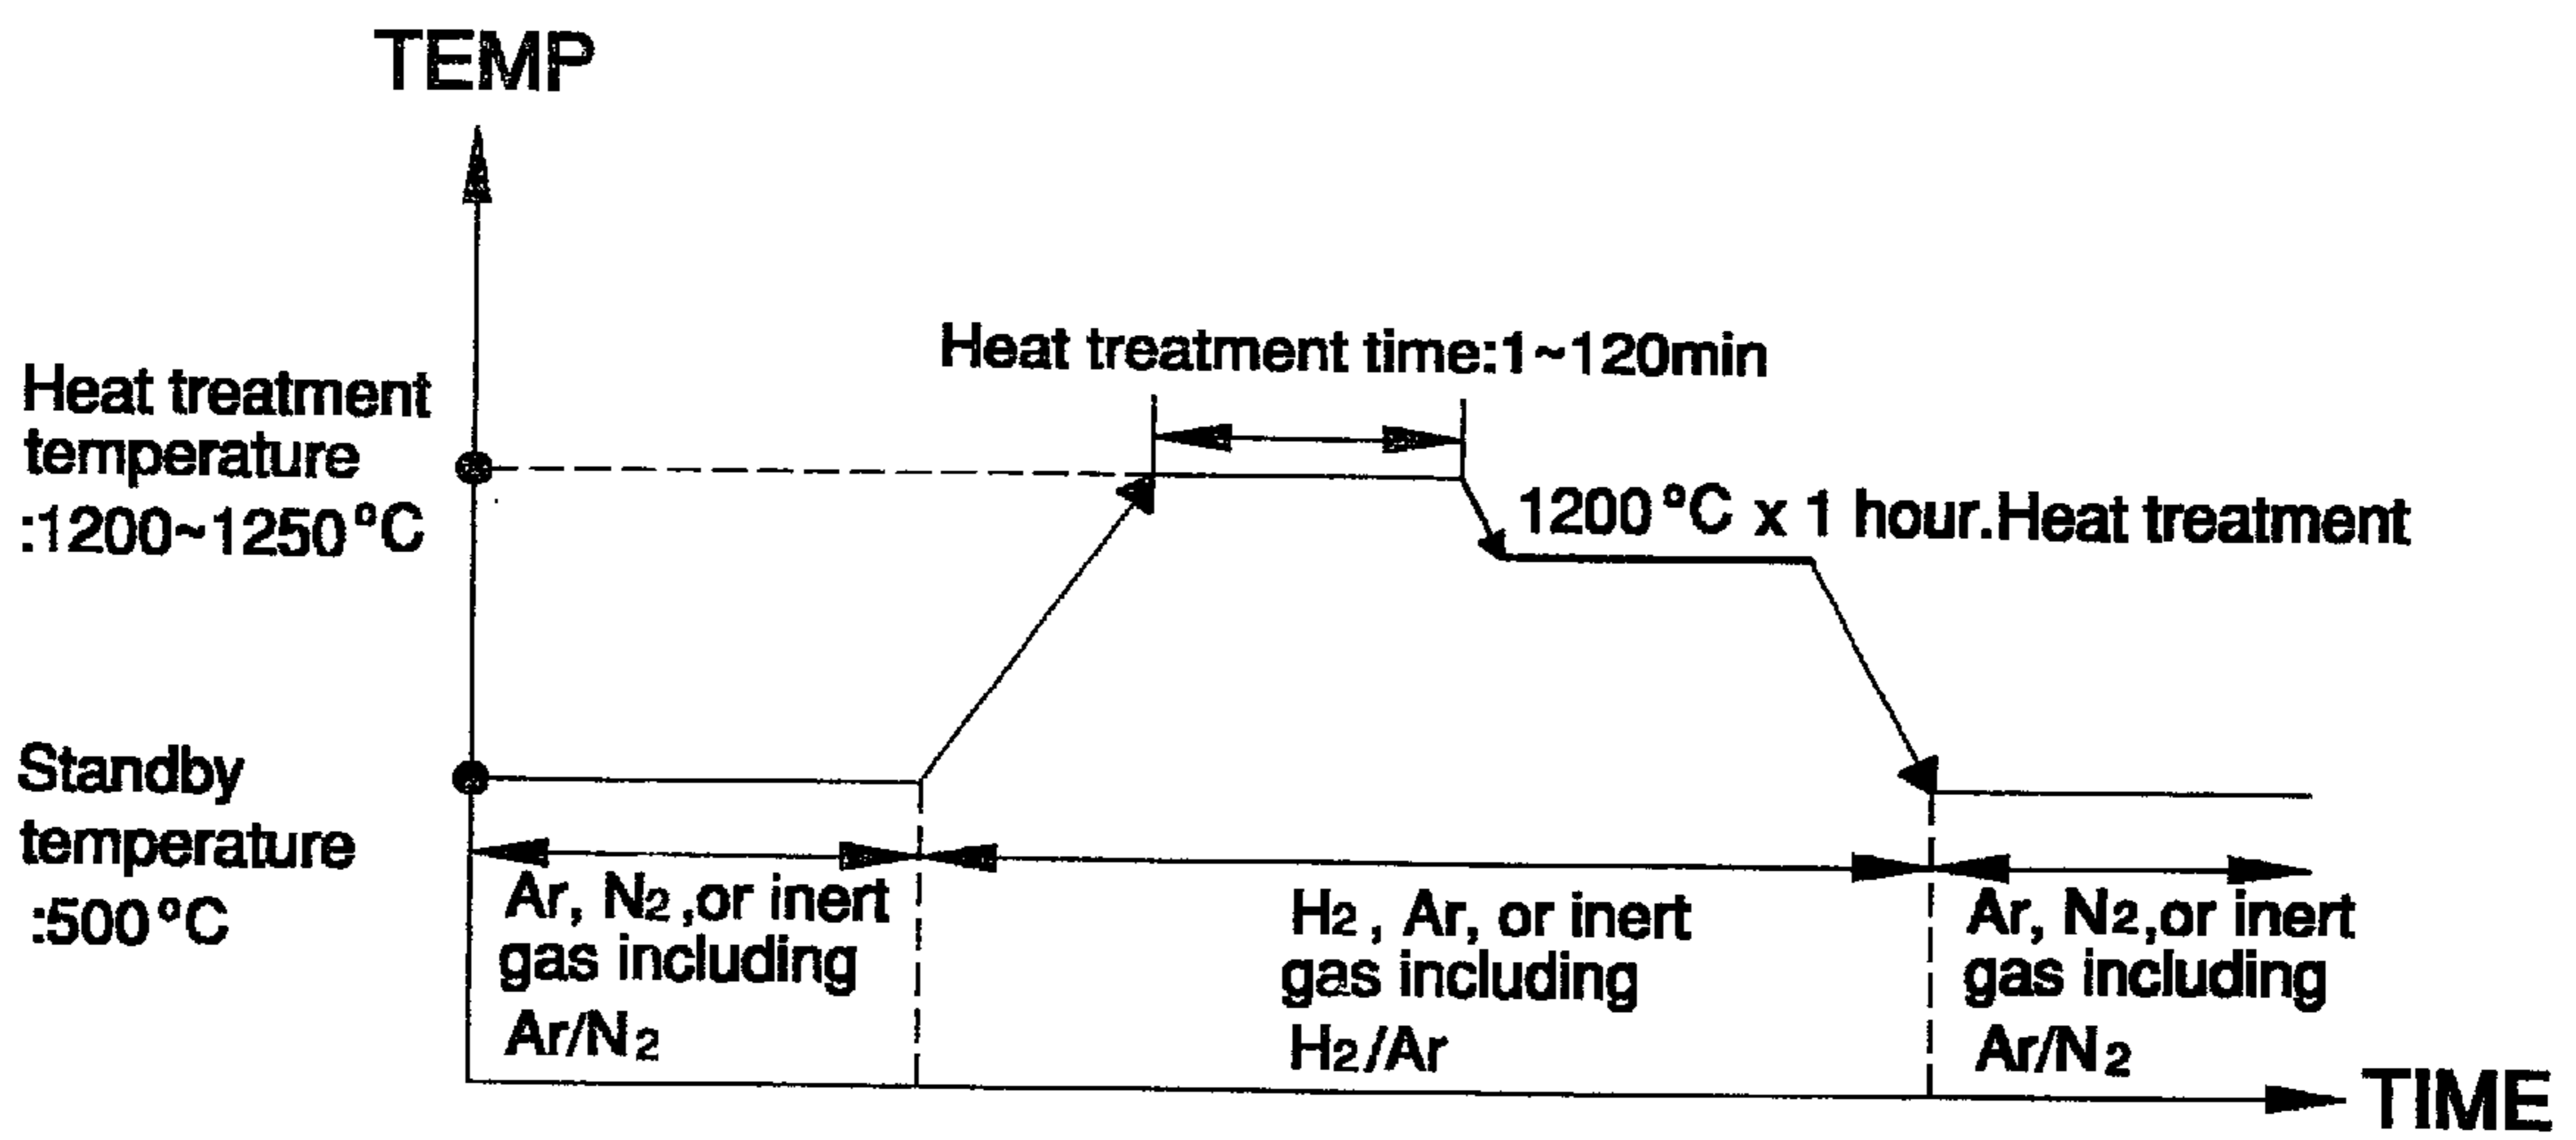 TEMP
Heat treatment time:1~120min
Heat treatment
temperature
:1200~1250°C
1200°C x 1 hour.Heat treatment
Standby
temperature
:500°C
Ar, N2,or inert
gas including
Ar/N2
H2, Ar, or inert
gas including
H2/Ar
Ar, N2,or inert
gas including
Ar/N2
TIME